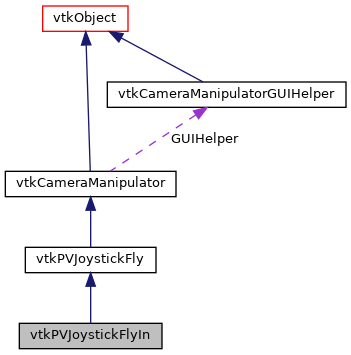 vtkObject
vtkCameraManipulatorGUIHelper
GUIHelper
vtkCameraManipulator
vtkPVJoystickFly
vtkPVJoystickFlyIn